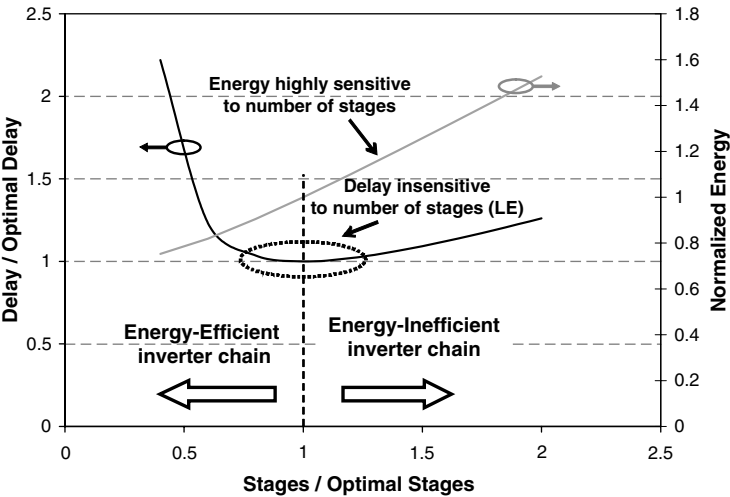 2.5
2
1.5
1
0.5
0
1.8
1.6
1.4
1.2
1
0.8
0.6
0.4
0.2
0
0
0.5
1
1.5
2
2.5
Delay / Optimal Delay
Normalized Energy
Stages / Optimal Stages
Energy highly sensitive
to number of stages
Delay insensitive
to number of stages (LE)
Energy-Efficient
inverter chain
Energy-Inefficient
inverter chain